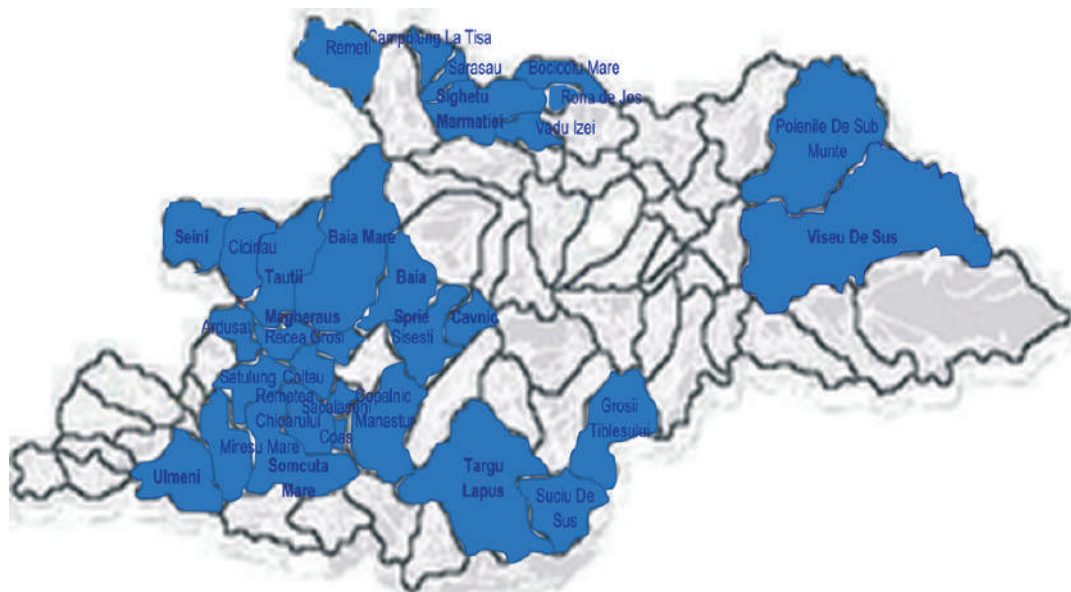 Remeti
Campulung La Tisa
Sarasau
Bocicoiu Mare
Sighetu
Marmatiei
Rona de Jos
Vadu Izei
Poienile De Sub
Munte
Viseu De Sus
Seini
Cicirlau
Baia Mare
Tautii
Magheraus
Baia
Sprie
Cavnic
Ardusat
Recea
Grosi
Sisesti
Satulung
Coltau
Remetea
Chioarului
Sacalaseni
Coas
Copalnic
Manastur
Miresu Mare
Ulmeni
Somcuta
Mare
Targu
Lapus
Suciu De
Sus
Grosii
Tiblesului